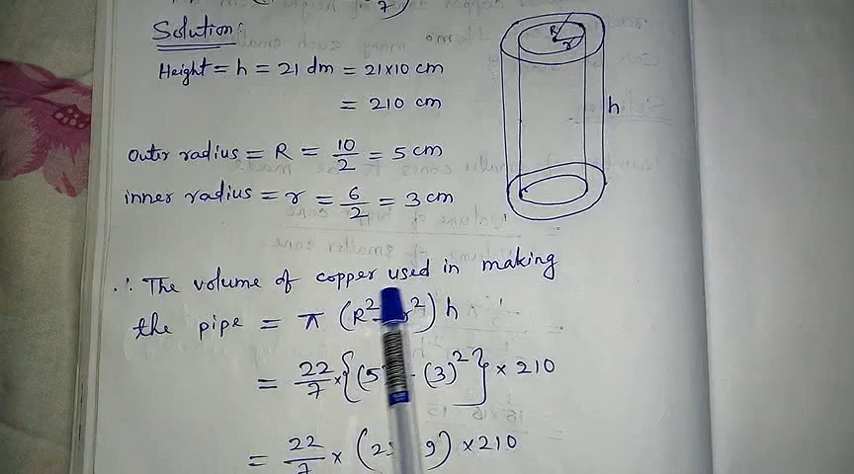 7
Solution:
Height = h = 21 dm = 21x10 cm
= 210 cm
outer radius = R = 10/2 = 5 cm
inner radius = r = 6/2 = 3 cm
R
r
h
∴ The volume of copper used in making
the pipe = π (R² r²) h
= 22/7 x {(5 - (3)²} x 210
= 22/7 x (2 9) x 210